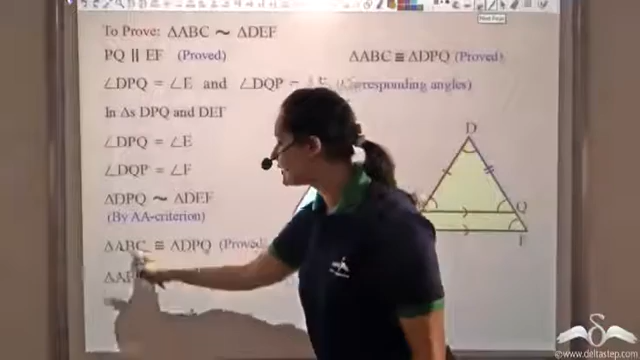 To Prove: ΔABC ~ ΔDEF
PQ || EF (Proved) ΔABC ≅ ΔDPQ (Proved)
∠DPQ = ∠E and ∠DQP = ∠F (Corresponding angles)
In Δs DPQ and DEF
∠DPQ = ∠E
∠DQP = ∠F
ΔDPQ ~ ΔDEF
(By AA-criterion)
ΔABC ≅ ΔDPQ (Proved)
D
Q
F
©www.deltastep.com